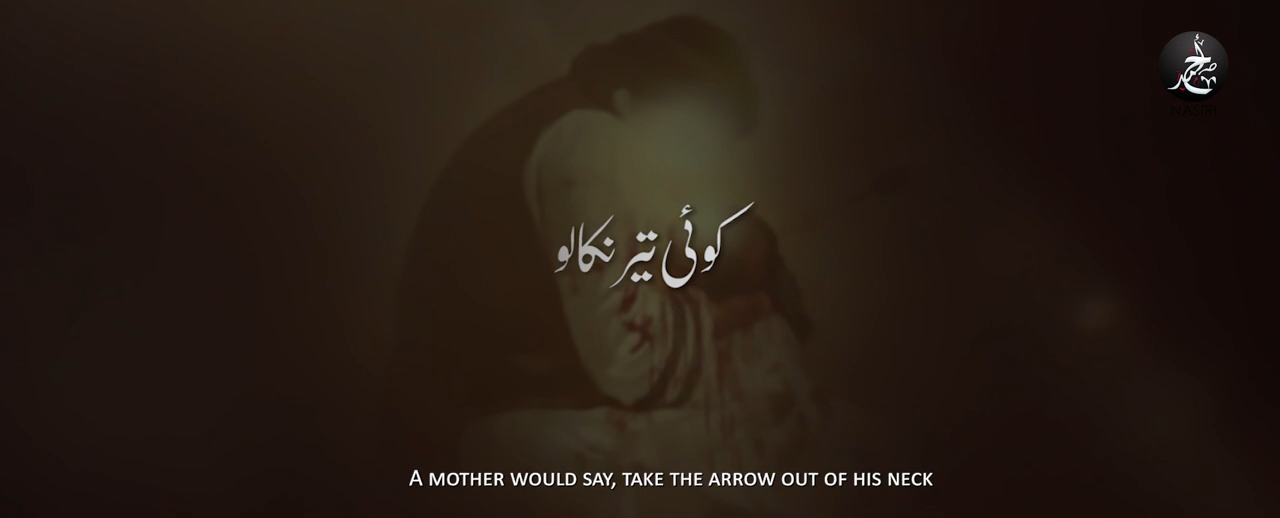 کوئی تیر نکالو
A MOTHER WOULD SAY, TAKE THE ARROW OUT OF HIS NECK